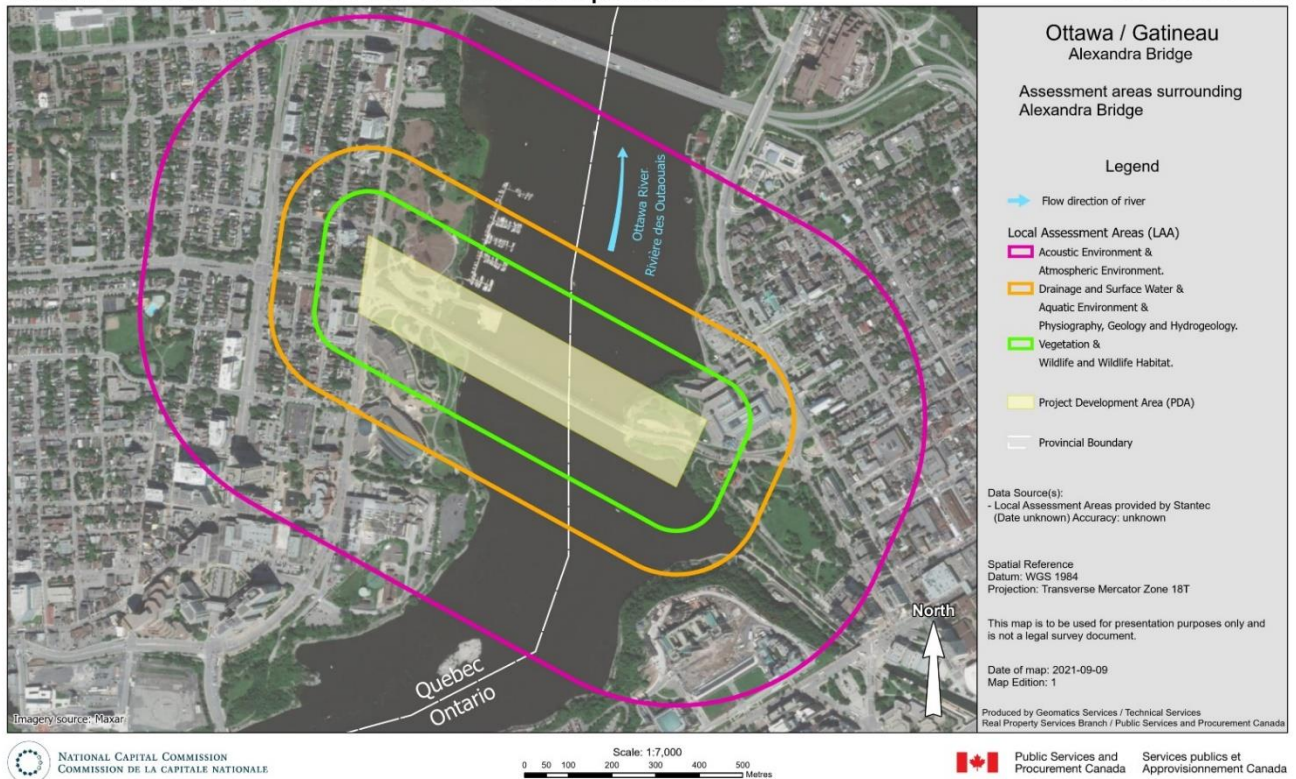 Ottawa / Gatineau
Alexandra Bridge
Assessment areas surrounding
Alexandra Bridge
Legend
Flow direction of river
Local Assessment Areas (LAA)
Acoustic Environment &
Atmospheric Environment.
Drainage and Surface Water &
Aquatic Environment &
Physiography, Geology and Hydrogeology.
Vegetation &
Wildlife and Wildlife Habitat.
Project Development Area (PDA)
Provincial Boundary
Data Source(s):
- Local Assessment Areas provided by Stantec
(Date unknown) Accuracy: unknown
Spatial Reference
Datum: WGS 1984
Projection: Transverse Mercator Zone 18T
This map is to be used for presentation purposes only and
is not a legal survey document.
Date of map: 2021-09-09
Map Edition: 1
Produced by Geomatics Services / Technical Services
Real Property Services Branch / Public Services and Procurement Canada
Ottawa River
Rivière des Outaouais
North
Quebec
Ontario
Imagery source: Maxar
NATIONAL CAPITAL COMMISSION
COMMISSION DE LA CAPITALE NATIONALE
Scale: 1:7,000
0 50 100 200 300 400 500
Metres
Public Services and
Procurement Canada
Services publics et
Approvisionnement Canada